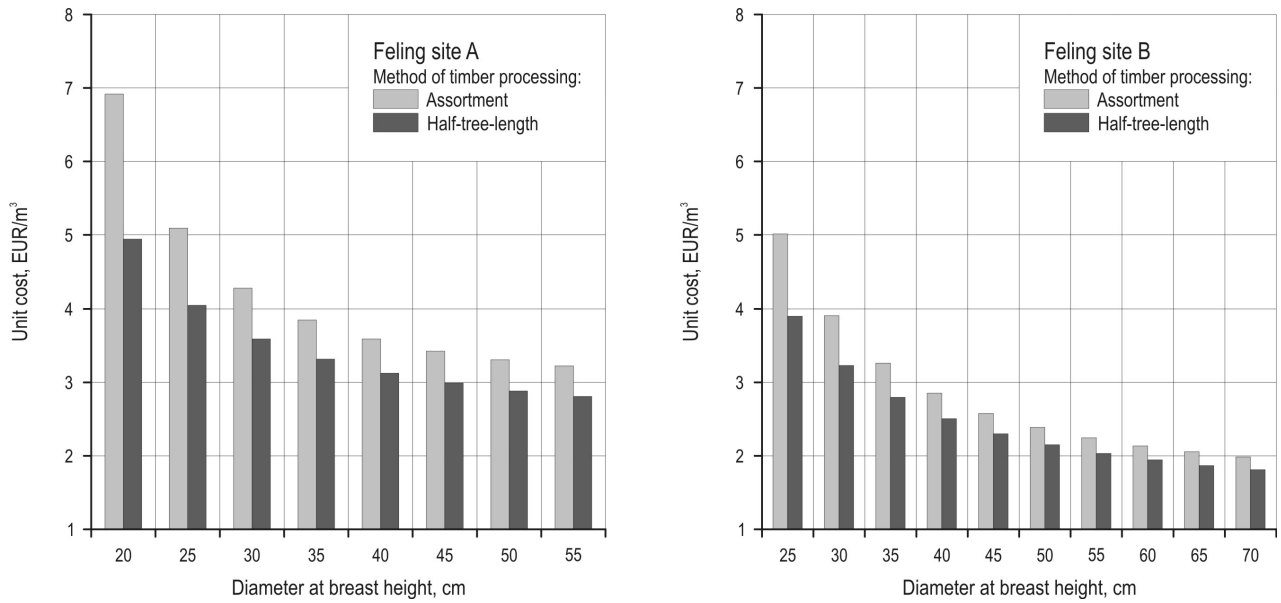 8
7
6
5
4
3
2
1
Unit cost, EUR/m³
Feling site A
Method of timber processing:
Assortment
Half-tree-length
20 25 30 35 40 45 50 55
Diameter at breast height, cm
8
7
6
5
4
3
2
1
Unit cost, EUR/m³
Feling site B
Method of timber processing:
Assortment
Half-tree-length
25 30 35 40 45 50 55 60 65 70
Diameter at breast height, cm